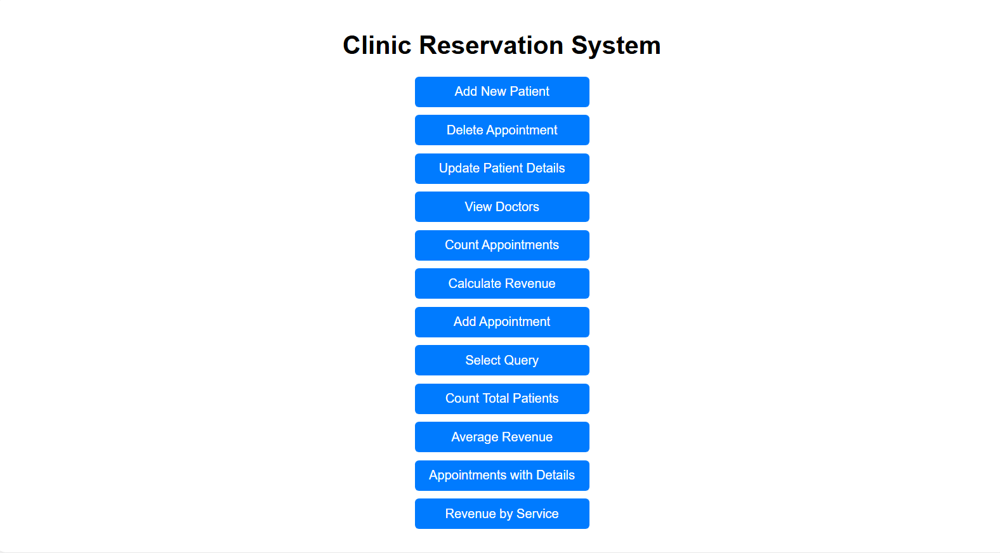 Clinic Reservation System
Add New Patient
Delete Appointment
Update Patient Details
View Doctors
Count Appointments
Calculate Revenue
Add Appointment
Select Query
Count Total Patients
Average Revenue
Appointments with Details
Revenue by Service